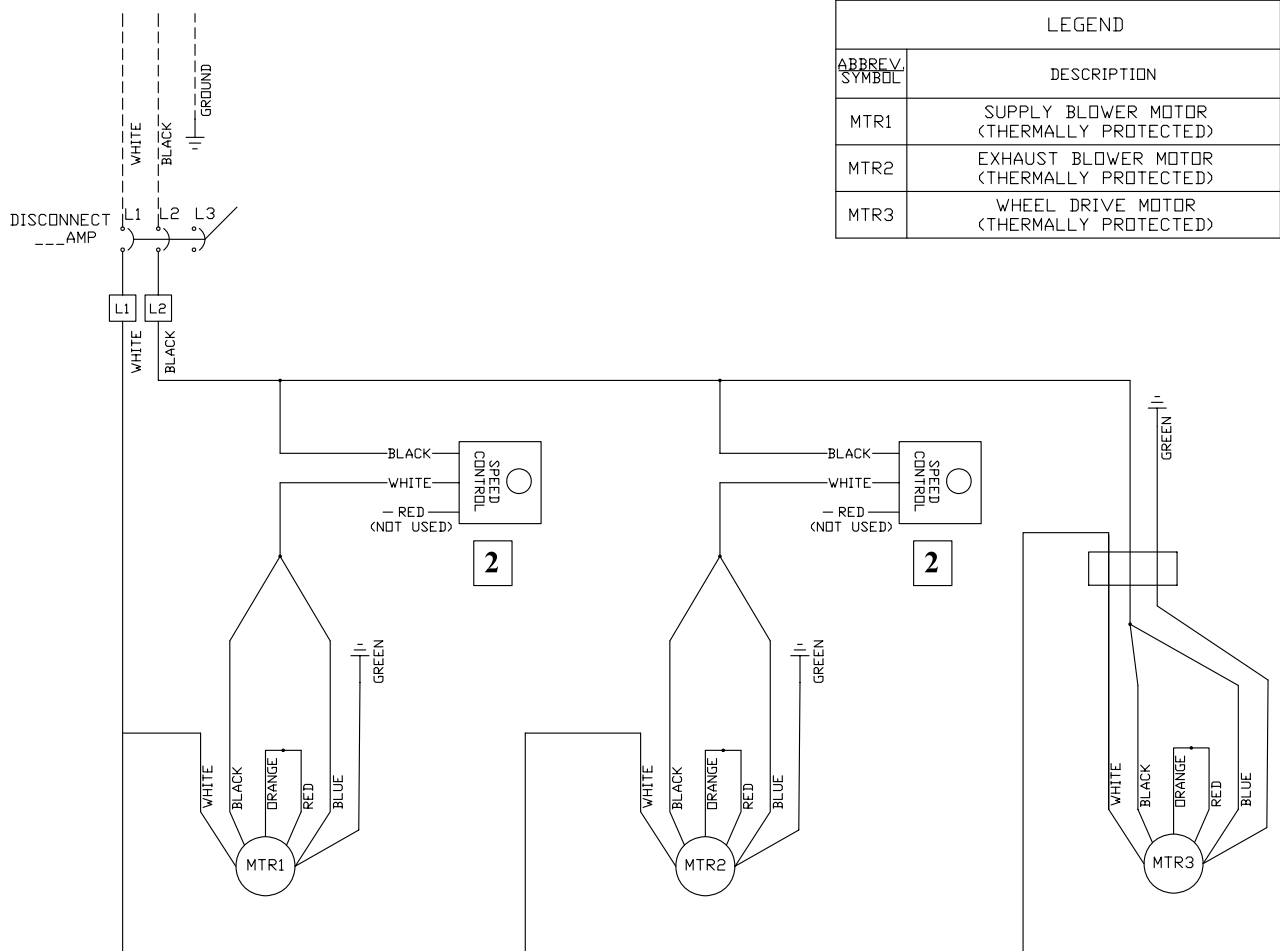 LEGEND
ABBREV. SYMBOL
DESCRIPTION
MTR1
SUPPLY BLOWER MOTOR
(THERMALLY PROTECTED)
MTR2
EXHAUST BLOWER MOTOR
(THERMALLY PROTECTED)
MTR3
WHEEL DRIVE MOTOR
(THERMALLY PROTECTED)
WHITE
BLACK
GROUND
DISCONNECT
___AMP
L1
L2
L3
L1
L2
WHITE
BLACK
BLACK
WHITE
RED
(NOT USED)
SPEED
CONTROL
2
BLACK
WHITE
RED
(NOT USED)
SPEED
CONTROL
2
GREEN
GREEN
GREEN
WHITE
BLACK
ORANGE
RED
BLUE
MTR1
WHITE
BLACK
ORANGE
RED
BLUE
MTR2
WHITE
BLACK
ORANGE
RED
BLUE
MTR3